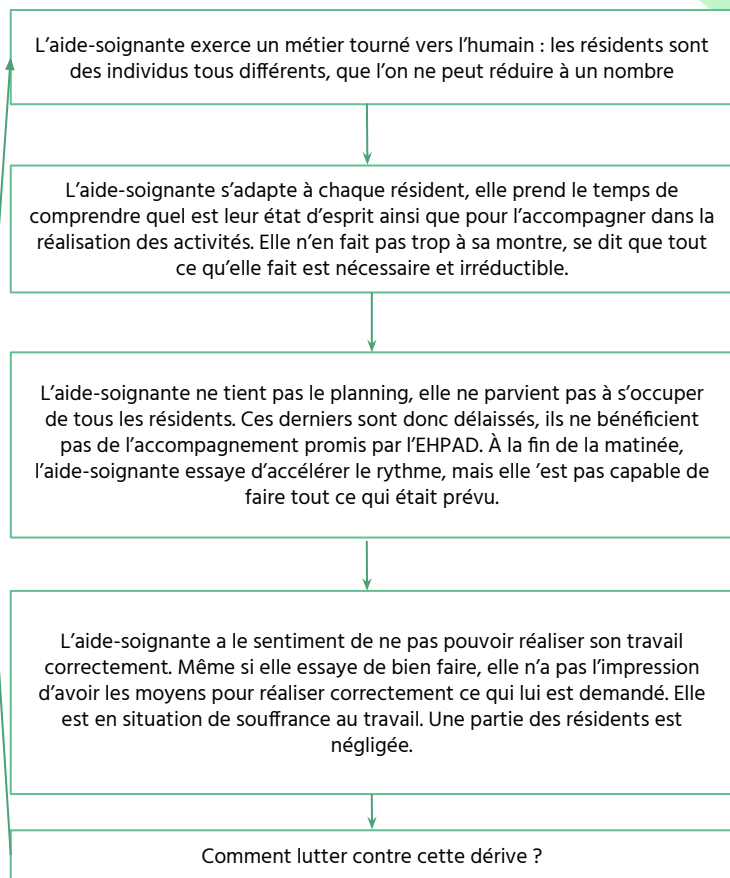 L’aide-soignante exerce un métier tourné vers l’humain : les résidents sont
des individus tous différents, que l’on ne peut réduire à un nombre
L’aide-soignante s’adapte à chaque résident, elle prend le temps de
comprendre quel est leur état d’esprit ainsi que pour l’accompagner dans la
réalisation des activités. Elle n’en fait pas trop à sa montre, se dit que tout
ce qu’elle fait est nécessaire et irréductible.
L’aide-soignante ne tient pas le planning, elle ne parvient pas à s’occuper
de tous les résidents. Ces derniers sont donc délaissés, ils ne bénéficient
pas de l’accompagnement promis par l’EHPAD. À la fin de la matinée,
l’aide-soignante essaye d’accélérer le rythme, mais elle ’est pas capable de
faire tout ce qui était prévu.
L’aide-soignante a le sentiment de ne pas pouvoir réaliser son travail
correctement. Même si elle essaye de bien faire, elle n’a pas l’impression
d’avoir les moyens pour réaliser correctement ce qui lui est demandé. Elle
est en situation de souffrance au travail. Une partie des résidents est
négligée.
Comment lutter contre cette dérive ?